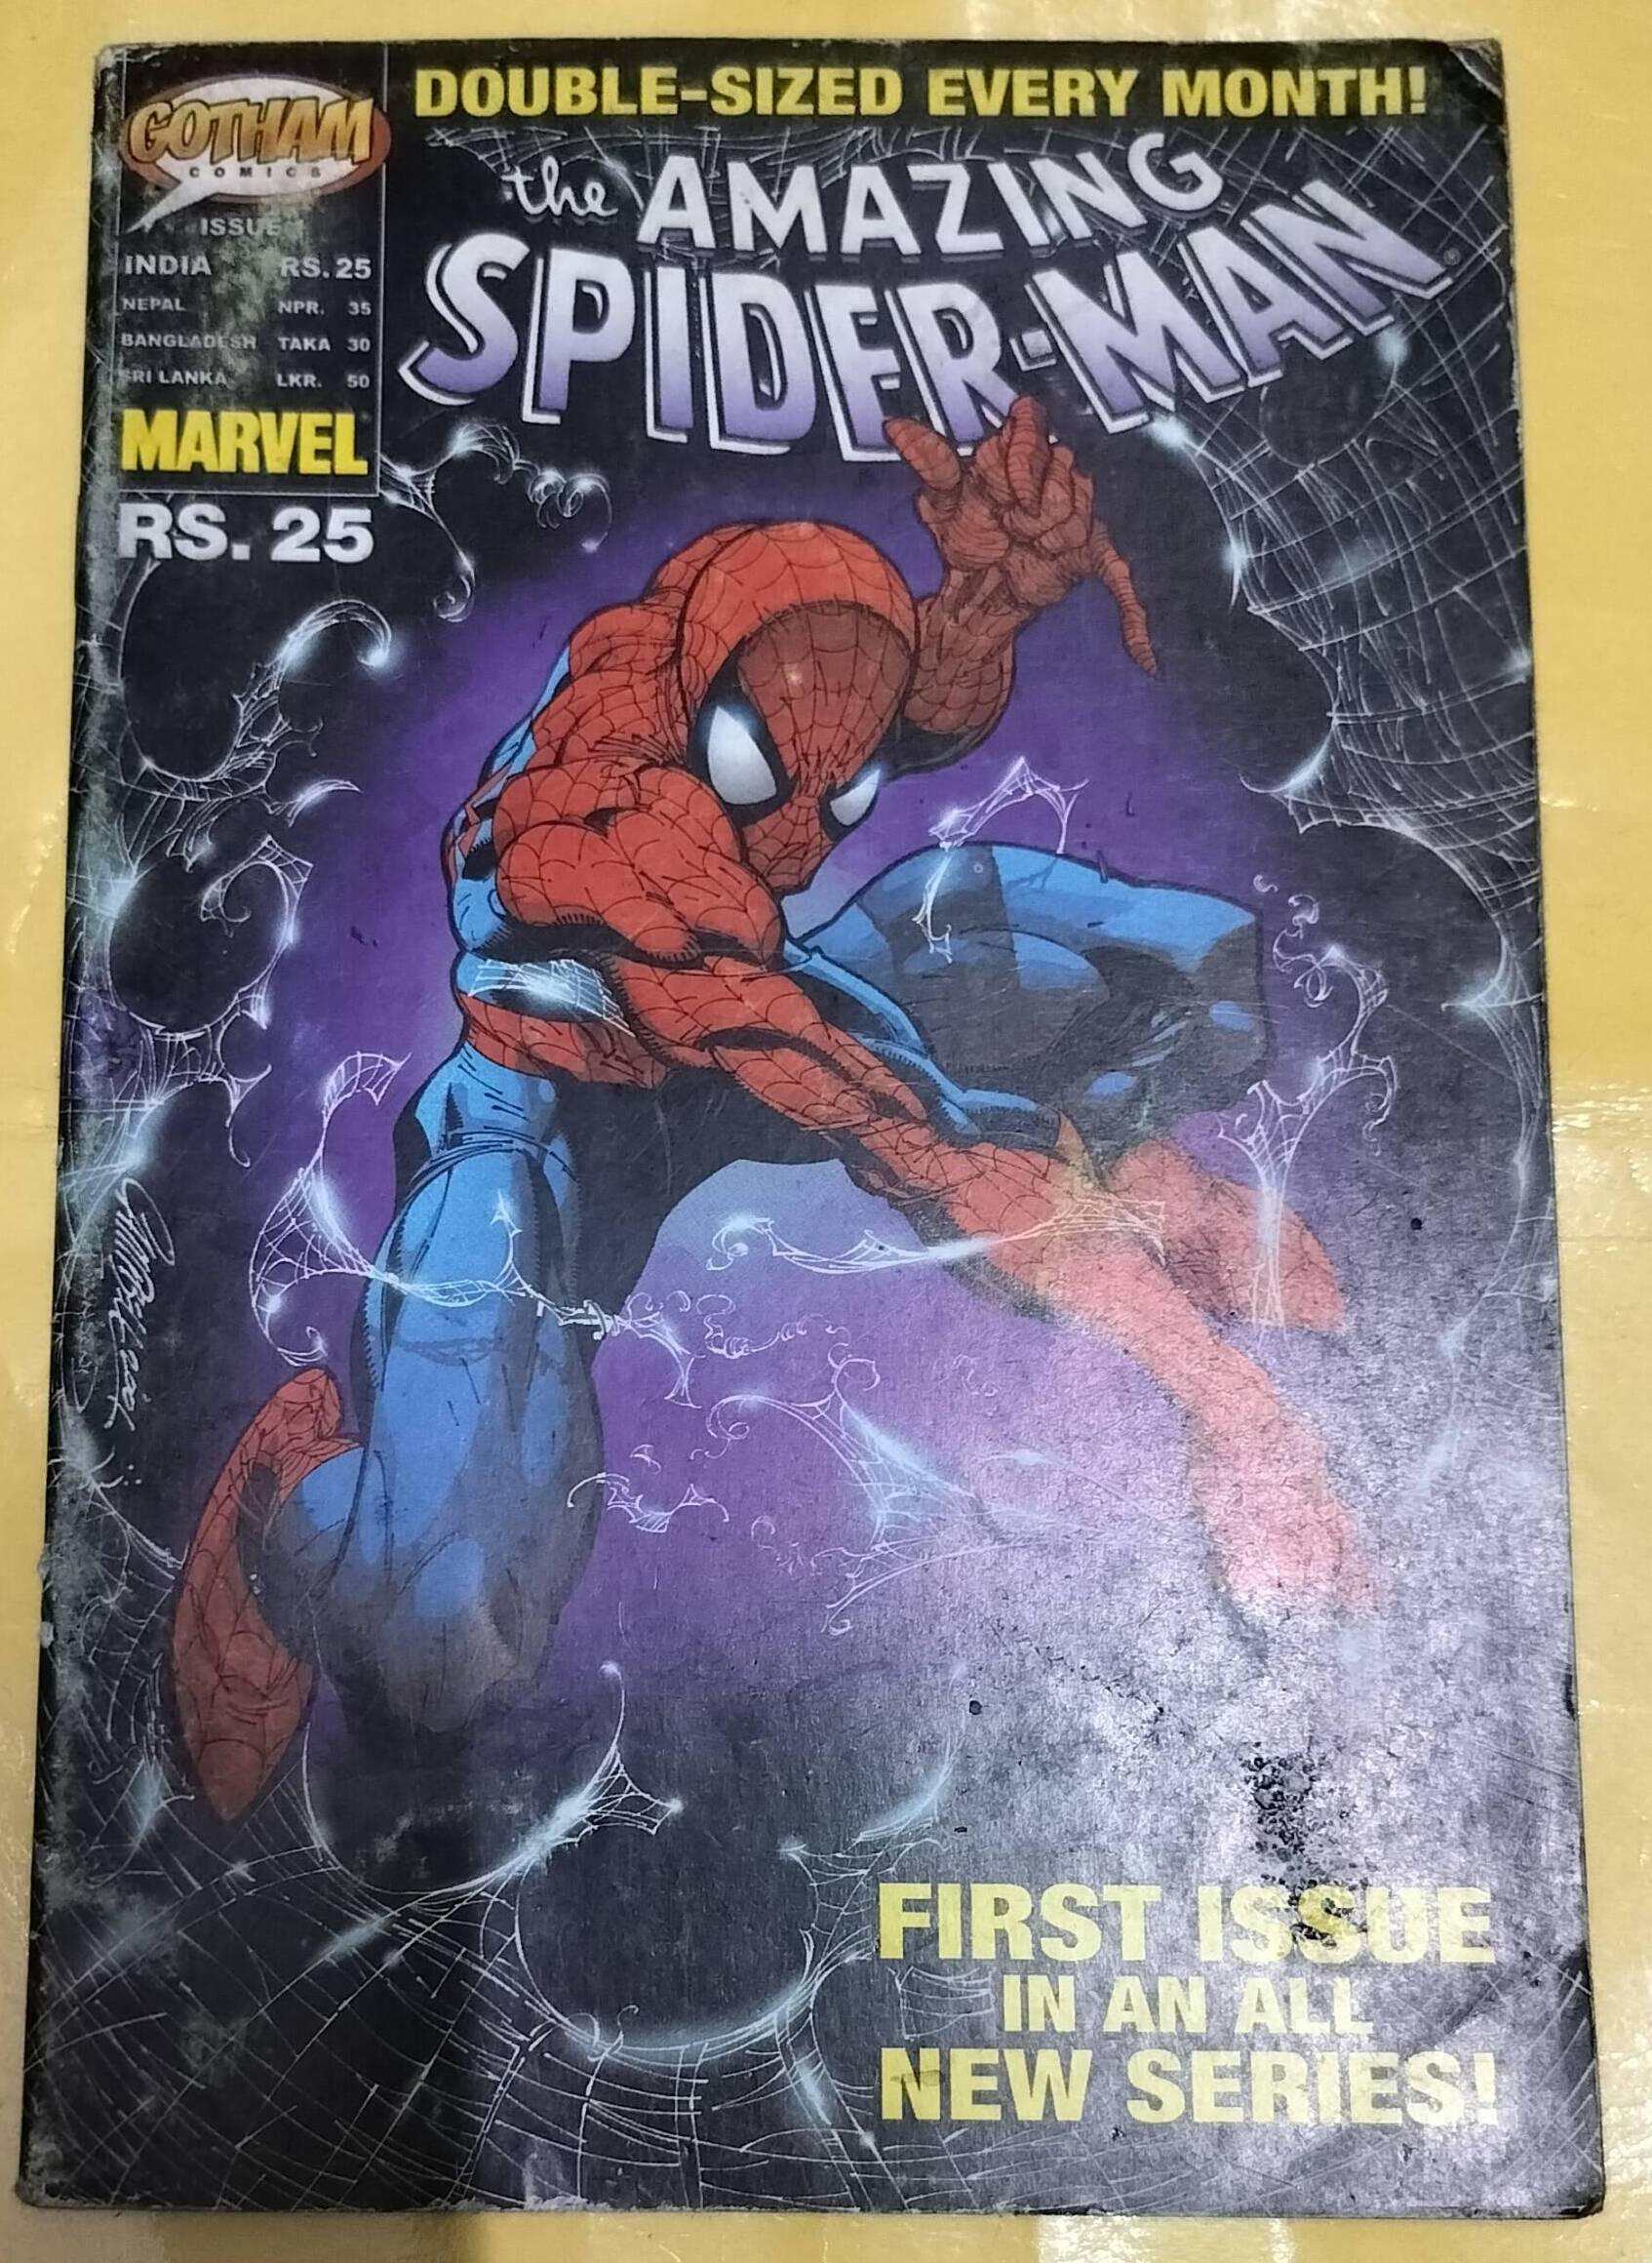 DOUBLE-SIZED EVERY MONTH!
GOTHAM
COMICS
ISSUE 1
INDIA RS. 25
NEPAL NPR. 35
BANGLADESH TAKA 30
SRI LANKA LKR. 50
MARVEL
RS. 25
the AMAZING
SPIDER-MAN®
FIRST ISSUE
IN AN ALL
NEW SERIES!